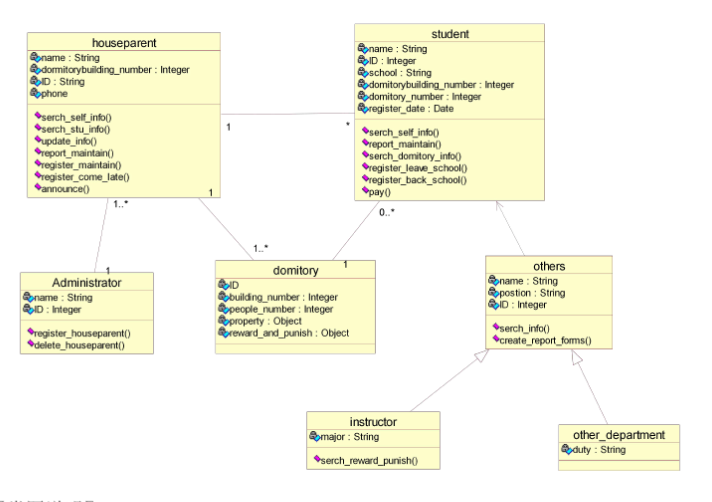 houseparent
name : String
dormitorybuilding_number : Integer
ID : String
phone
serch_self_info()
serch_stu_info()
update_info()
report_maintain()
register_maintain()
register_come_late()
announce()
student
name : String
ID : Integer
school : String
domitorybuilding_number : Integer
domitory_number : Integer
register_date : Date
serch_self_info()
report_maintain()
serch_domitory_info()
register_leave_school()
register_back_school()
pay()
1
*
1
1..*
1..*
0..*
1
1
Administrator
name : String
ID : Integer
register_houseparent()
delete_houseparent()
domitory
ID
building_number : Integer
people_number : Integer
property : Object
reward_and_punish : Object
others
name : String
postion : String
ID : Integer
serch_info()
create_report_forms()
instructor
major : String
serch_reward_punish()
other_department
duty : String